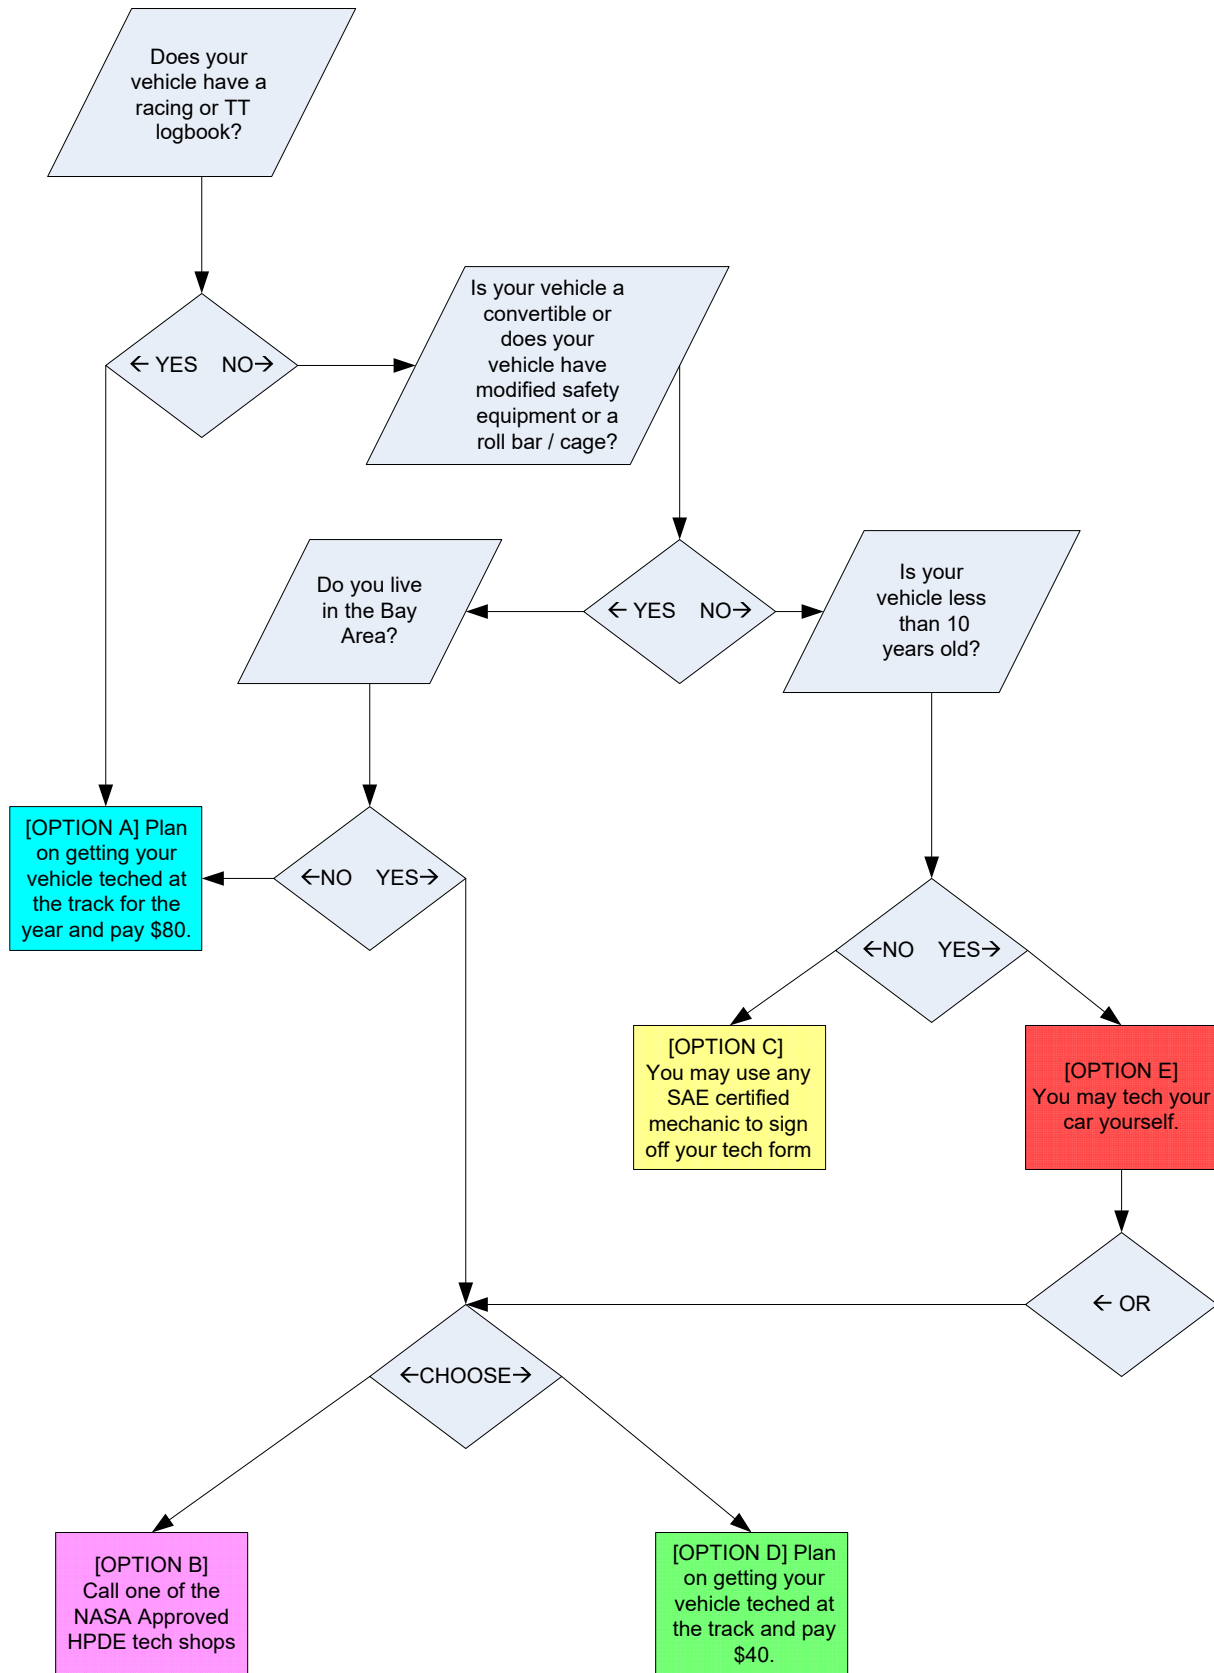 Does your
vehicle have a
racing or TT
logbook?
← YES NO→
Is your vehicle a
convertible or
does your
vehicle have
modified safety
equipment or a
roll bar / cage?
← YES NO→
Do you live
in the Bay
Area?
Is your
vehicle less
than 10
years old?
[OPTION A] Plan
on getting your
vehicle teched at
the track for the
year and pay $80.
←NO YES→
←NO YES→
[OPTION C]
You may use any
SAE certified
mechanic to sign
off your tech form
[OPTION E]
You may tech your
car yourself.
← OR
←CHOOSE→
[OPTION B]
Call one of the
NASA Approved
HPDE tech shops
[OPTION D] Plan
on getting your
vehicle teched at
the track and pay
$40.